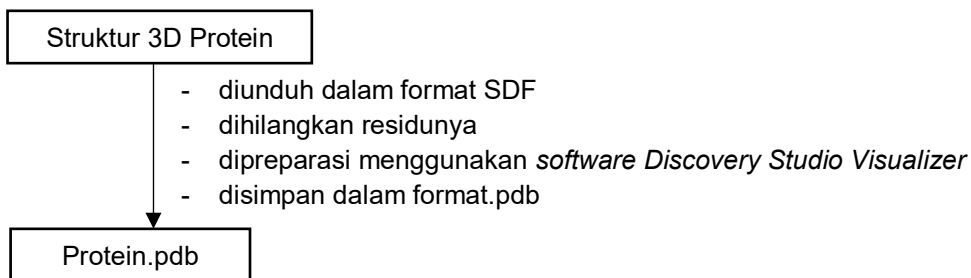 Struktur 3D Protein
- diunduh dalam format SDF
- dihilangkan residunya
- dipreparasi menggunakan software Discovery Studio Visualizer
- disimpan dalam format.pdb
Protein.pdb